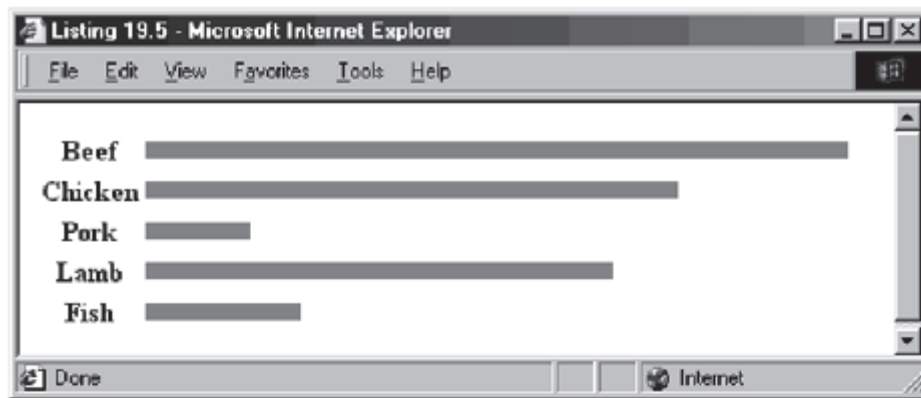 Listing 19.5 - Microsoft Internet Explorer
File Edit View Favorites Tools Help
Beef
Chicken
Pork
Lamb
Fish
Done Internet